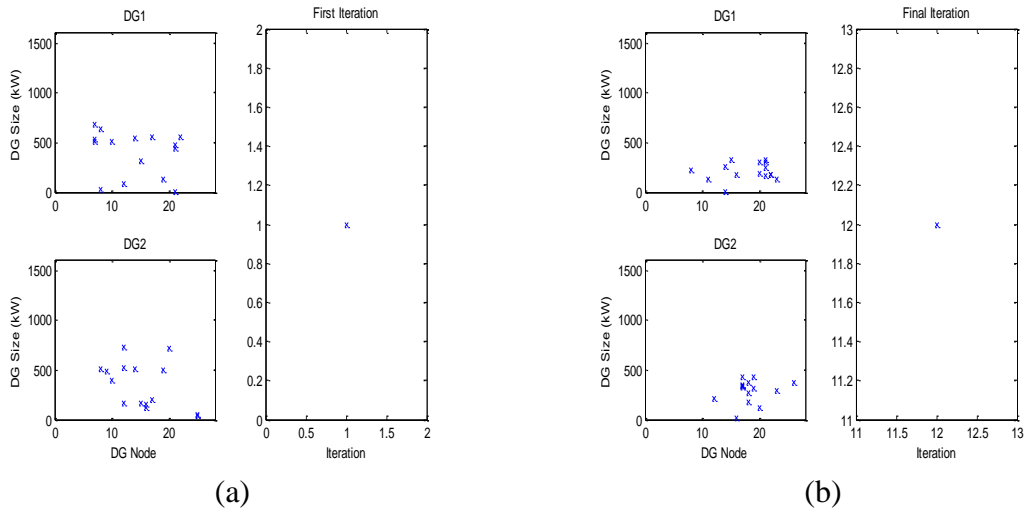 DG1
1500
1000
500
0
0 10 20
DG Size (kW)
DG2
1500
1000
500
0
0 10 20
DG Size (kW)
DG Node
First Iteration
2
1.8
1.6
1.4
1.2
1
0.8
0.6
0.4
0.2
0
0 0.5 1 1.5 2
Iteration
(a)
DG1
1500
1000
500
0
0 10 20
DG Size (kW)
DG2
1500
1000
500
0
0 10 20
DG Size (kW)
DG Node
Final Iteration
13
12.8
12.6
12.4
12.2
12
11.8
11.6
11.4
11.2
11
11 11.5 12 12.5 13
Iteration
(b)